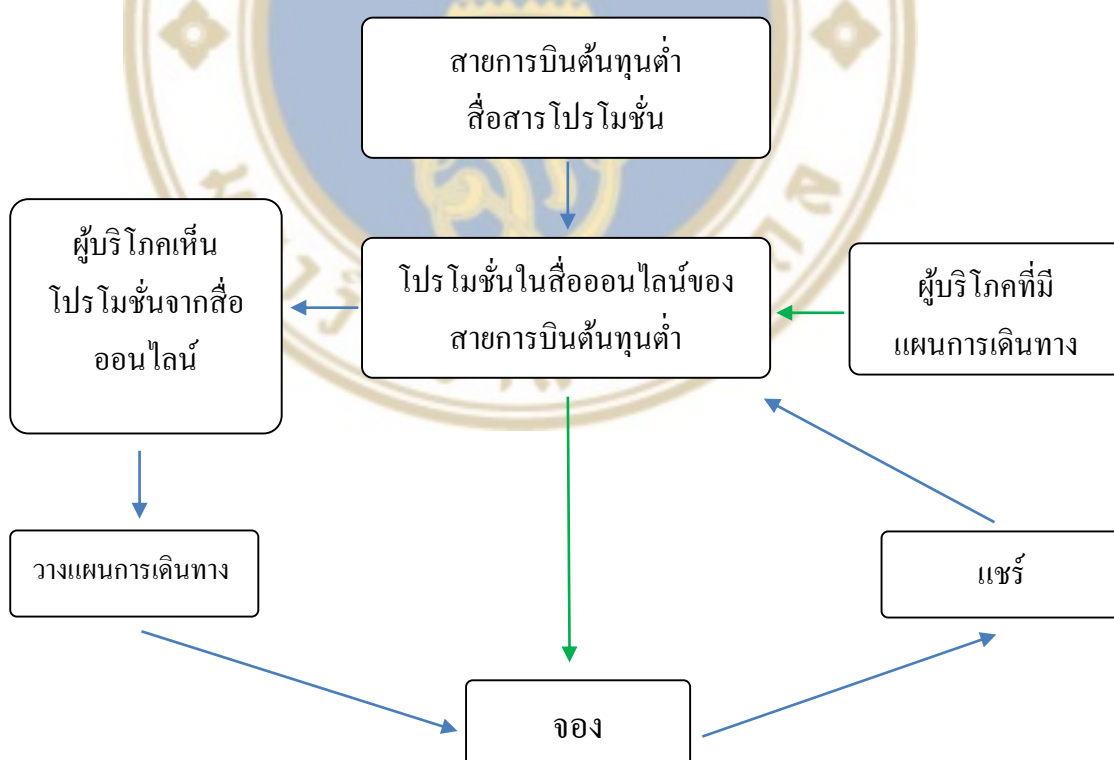 สายการบินต้นทุนต่ำ
สื่อสารโปรโมชั่น
ผู้บริโภคเห็น
โปรโมชั่นจากสื่อ
ออนไลน์
โปรโมชั่นในสื่อออนไลน์ของ
สายการบินต้นทุนต่ำ
ผู้บริโภคที่มี
แผนการเดินทาง
วางแผนการเดินทาง
แชร์
จอง